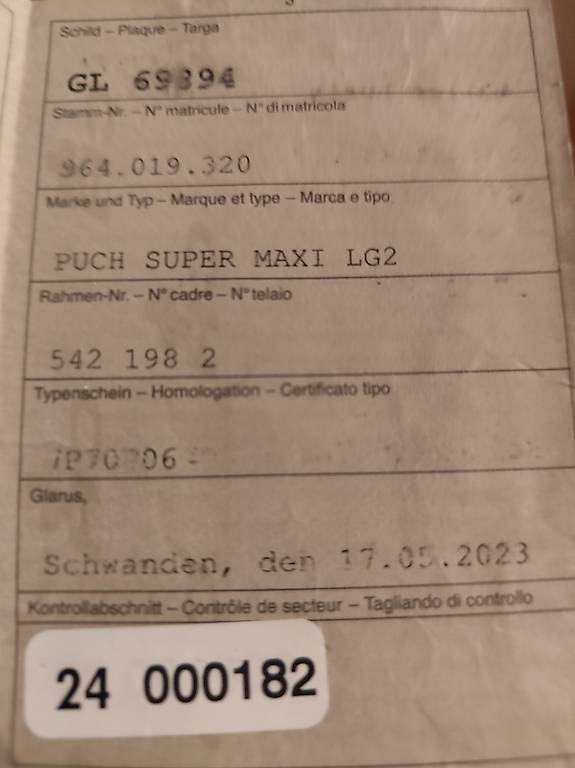 Schild – Plaque – Targa
GL 69394
Stamm-Nr. – N° matricule – N° di matricola
964.019.320
Marke und Typ – Marque et type – Marca e tipo
PUCH SUPER MAXI LG2
Rahmen-Nr. – N° cadre – N° telaio
542 198 2
Typenschein – Homologation – Certificato tipo
Glarus,
Schwanden, den 17.05.2023
Kontrollabschnitt – Contrôle de secteur – Tagliando di controllo
24 000182